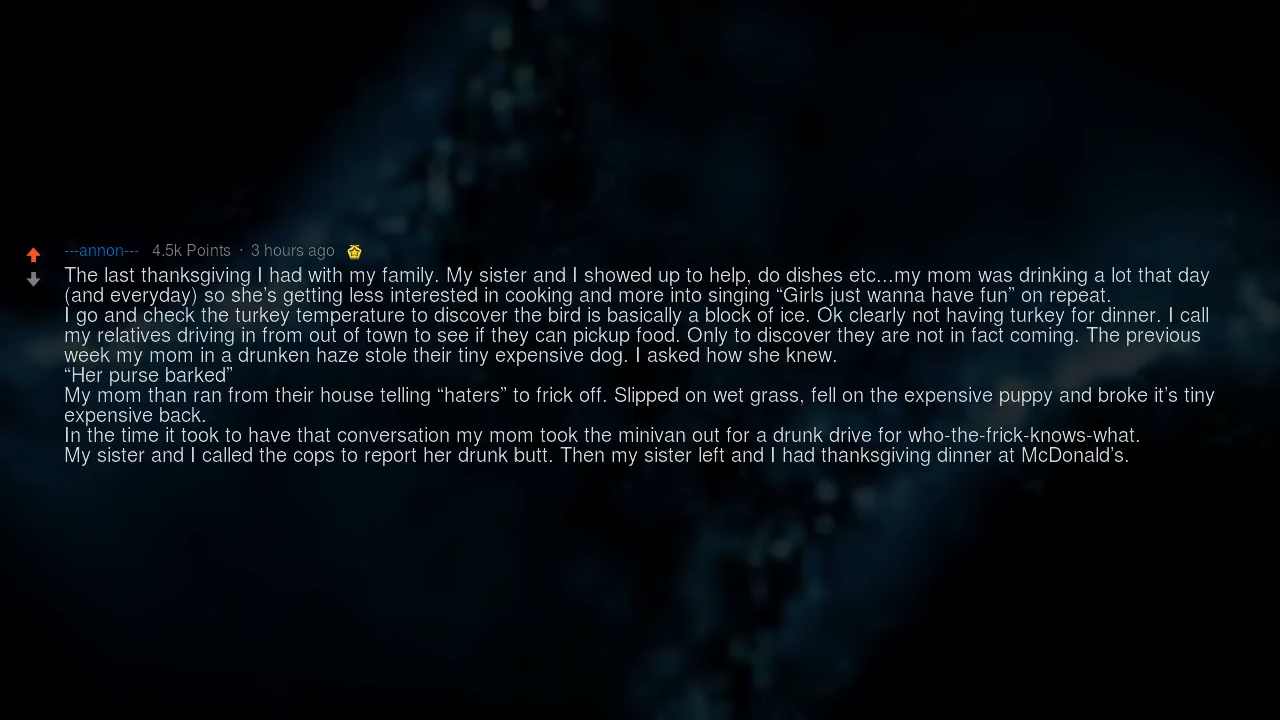 ---annon--- 4.5k Points · 3 hours ago
The last thanksgiving I had with my family. My sister and I showed up to help, do dishes etc...my mom was drinking a lot that day
(and everyday) so she's getting less interested in cooking and more into singing “Girls just wanna have fun” on repeat.
I go and check the turkey temperature to discover the bird is basically a block of ice. Ok clearly not having turkey for dinner. I call
my relatives driving in from out of town to see if they can pickup food. Only to discover they are not in fact coming. The previous
week my mom in a drunken haze stole their tiny expensive dog. I asked how she knew.
“Her purse barked”
My mom than ran from their house telling “haters” to frick off. Slipped on wet grass, fell on the expensive puppy and broke it's tiny
expensive back.
In the time it took to have that conversation my mom took the minivan out for a drunk drive for who-the-frick-knows-what.
My sister and I called the cops to report her drunk butt. Then my sister left and I had thanksgiving dinner at McDonald's.